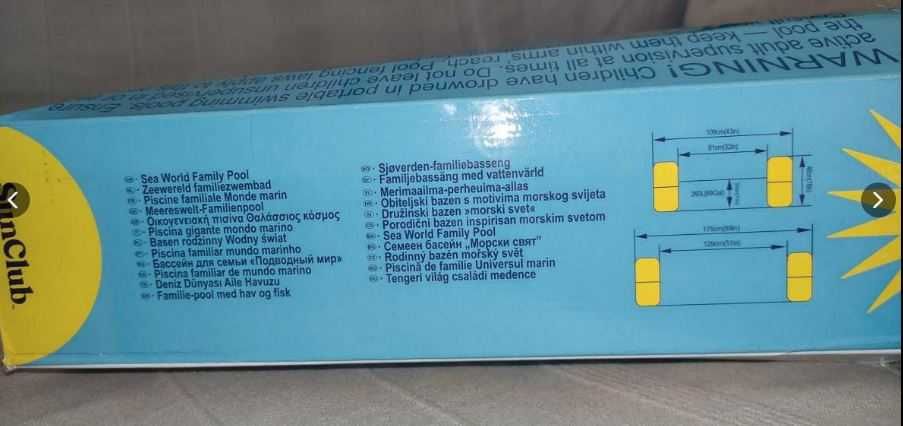 WARNING! Children have drowned in portable swimming pools. Ensure
active adult supervision at all times. Do not leave children unsupervised
the pool — keep them within arms' reach. Pool fencing laws apply to
SunClub
Sea World Family Pool
Zeewereld familiezwembad
Piscine familiale Monde marin
Meereswelt-Familienpool
Οικογενειακή πισίνα Θαλάσσιος κόσμος
Piscina gigante mondo marino
Basen rodzinny Wodny świat
Piscina familiar mundo marinho
Бассейн для семьи «Подводный мир»
Piscina familiar de mundo marino
Deniz Dünyası Aile Havuzu
Familie-pool med hav og fisk
Sjøverden-familiebasseng
Familjebassäng med vattenvärld
Merimaailma-perheuima-allas
Obiteljski bazen s motivima morskog svijeta
Družinski bazen »morski svet«
Porodični bazen inspirisan morskim svetom
Sea World Family Pool
Семеен басейн „Морски свят"
Rodinný bazén mořský svět
Piscină de familie Universul marin
Tengeri világ családi medence
109cm(43in)
81cm(32in)
175cm(69in)